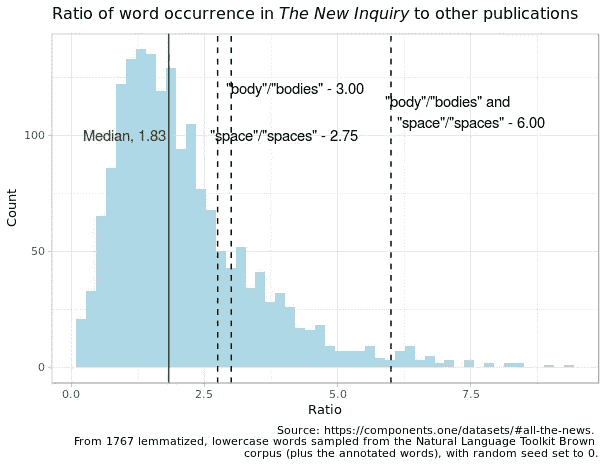 Ratio of word occurrence in The New Inquiry to other publications
"body"/"bodies" - 3.00
"body"/"bodies" and
"space"/"spaces" - 6.00
Median, 1.83
"space"/"spaces" - 2.75
Count
100
50
0
0.0 2.5 5.0 7.5
Ratio
Source: https://components.one/datasets/#all-the-news.
From 1767 lemmatized, lowercase words sampled from the Natural Language Toolkit Brown
corpus (plus the annotated words), with random seed set to 0.